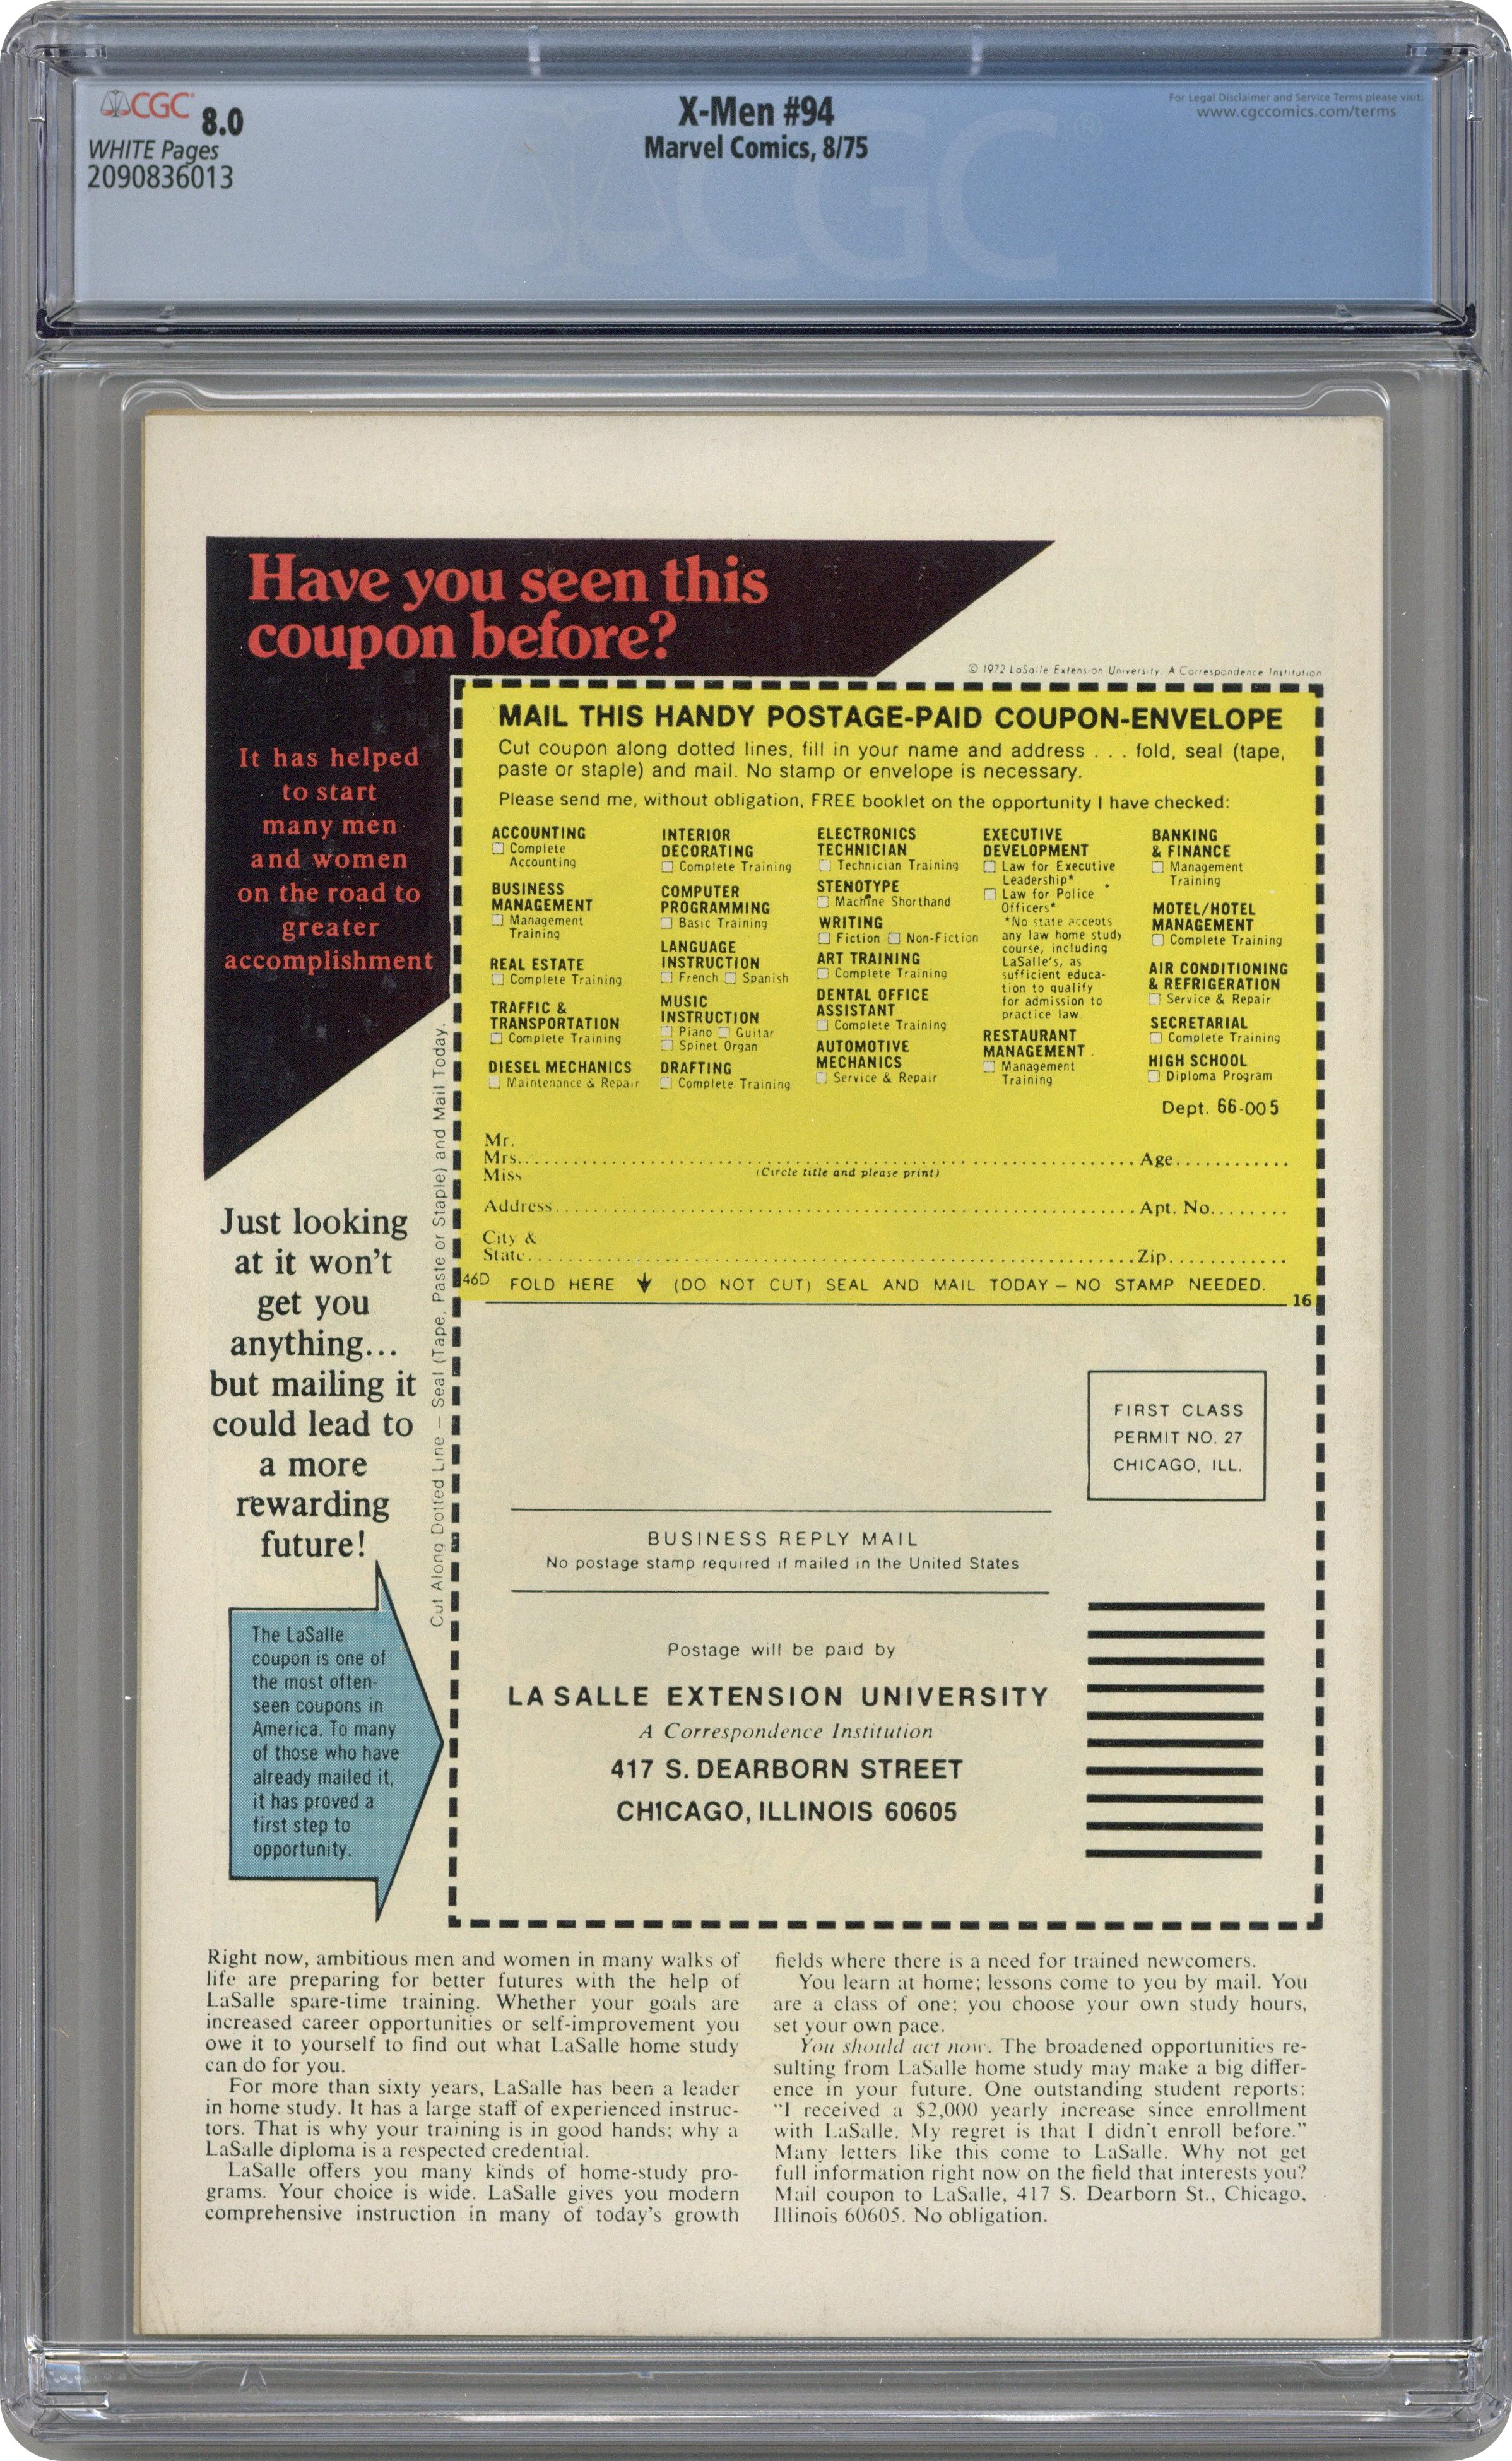 CGC 8.0
WHITE Pages
2090836013
X-Men #94
Marvel Comics, 8/75
For Legal Disclaimer and Service Terms please visit:
www.cgccomics.com/terms
CGC
Have you seen this
coupon before?
© 1972 LaSalle Extension University. A Correspondence Institution
It has helped
to start
many men
and women
on the road to
greater
accomplishment
Just looking
at it won't
get you
anything...
but mailing it
could lead to
a more
rewarding
future!
The LaSalle
coupon is one of
the most often-
seen coupons in
America. To many
of those who have
already mailed it,
it has proved a
first step to
opportunity.
Cut Along Dotted Line — Seal (Tape, Paste or Staple) and Mail Today.
MAIL THIS HANDY POSTAGE-PAID COUPON-ENVELOPE
Cut coupon along dotted lines, fill in your name and address . . . fold, seal (tape,
paste or staple) and mail. No stamp or envelope is necessary.
Please send me, without obligation, FREE booklet on the opportunity I have checked:
ACCOUNTING
Complete
Accounting
BUSINESS
MANAGEMENT
Management
Training
REAL ESTATE
Complete Training
TRAFFIC &
TRANSPORTATION
Complete Training
DIESEL MECHANICS
Maintenance & Repair
INTERIOR
DECORATING
Complete Training
COMPUTER
PROGRAMMING
Basic Training
LANGUAGE
INSTRUCTION
French Spanish
MUSIC
INSTRUCTION
Piano Guitar
Spinet Organ
DRAFTING
Complete Training
ELECTRONICS
TECHNICIAN
Technician Training
STENOTYPE
Machine Shorthand
WRITING
Fiction Non-Fiction
ART TRAINING
Complete Training
DENTAL OFFICE
ASSISTANT
Complete Training
AUTOMOTIVE
MECHANICS
Service & Repair
EXECUTIVE
DEVELOPMENT
Law for Executive
Leadership*
Law for Police
Officers*
*No state accepts
any law home study
course, including
LaSalle's, as
sufficient educa-
tion to qualify
for admission to
practice law.
RESTAURANT
MANAGEMENT
Management
Training
BANKING
& FINANCE
Management
Training
MOTEL/HOTEL
MANAGEMENT
Complete Training
AIR CONDITIONING
& REFRIGERATION
Service & Repair
SECRETARIAL
Complete Training
HIGH SCHOOL
Diploma Program
Dept. 66-005
Mr.
Mrs. Age
Miss (Circle title and please print)
Address Apt. No.
City &
State Zip
46D FOLD HERE (DO NOT CUT) SEAL AND MAIL TODAY — NO STAMP NEEDED.
16
FIRST CLASS
PERMIT NO. 27
CHICAGO, ILL.
BUSINESS REPLY MAIL
No postage stamp required if mailed in the United States
Postage will be paid by
LA SALLE EXTENSION UNIVERSITY
A Correspondence Institution
417 S. DEARBORN STREET
CHICAGO, ILLINOIS 60605
Right now, ambitious men and women in many walks of
life are preparing for better futures with the help of
LaSalle spare-time training. Whether your goals are
increased career opportunities or self-improvement you
owe it to yourself to find out what LaSalle home study
can do for you.
For more than sixty years, LaSalle has been a leader
in home study. It has a large staff of experienced instruc-
tors. That is why your training is in good hands; why a
LaSalle diploma is a respected credential.
LaSalle offers you many kinds of home-study pro-
grams. Your choice is wide. LaSalle gives you modern
comprehensive instruction in many of today's growth
fields where there is a need for trained newcomers.
You learn at home; lessons come to you by mail. You
are a class of one; you choose your own study hours,
set your own pace.
You should act now. The broadened opportunities re-
sulting from LaSalle home study may make a big differ-
ence in your future. One outstanding student reports:
"I received a $2,000 yearly increase since enrollment
with LaSalle. My regret is that I didn't enroll before."
Many letters like this come to LaSalle. Why not get
full information right now on the field that interests you?
Mail coupon to LaSalle, 417 S. Dearborn St., Chicago,
Illinois 60605. No obligation.